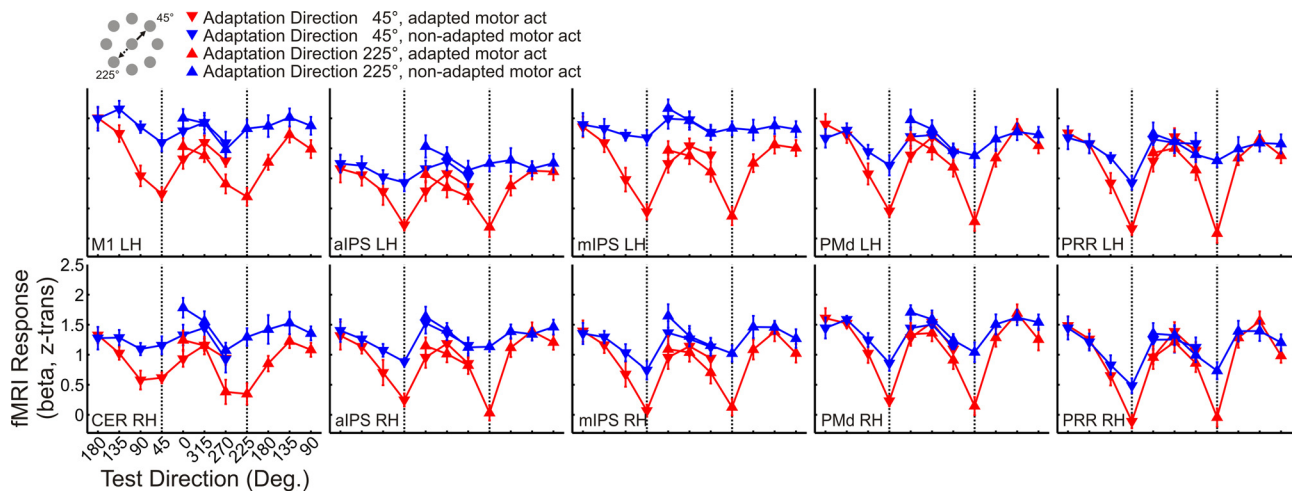 45°
225°
Adaptation Direction 45°, adapted motor act
Adaptation Direction 45°, non-adapted motor act
Adaptation Direction 225°, adapted motor act
Adaptation Direction 225°, non-adapted motor act
M1 LH
aIPS LH
mIPS LH
PMd LH
PRR LH
fMRI Response
(beta, z-trans)
2.5
2
1.5
1
0.5
0
CER RH
aIPS RH
mIPS RH
PMd RH
PRR RH
180 135 90 45 0 315 270 225 180 135 90
Test Direction (Deg.)